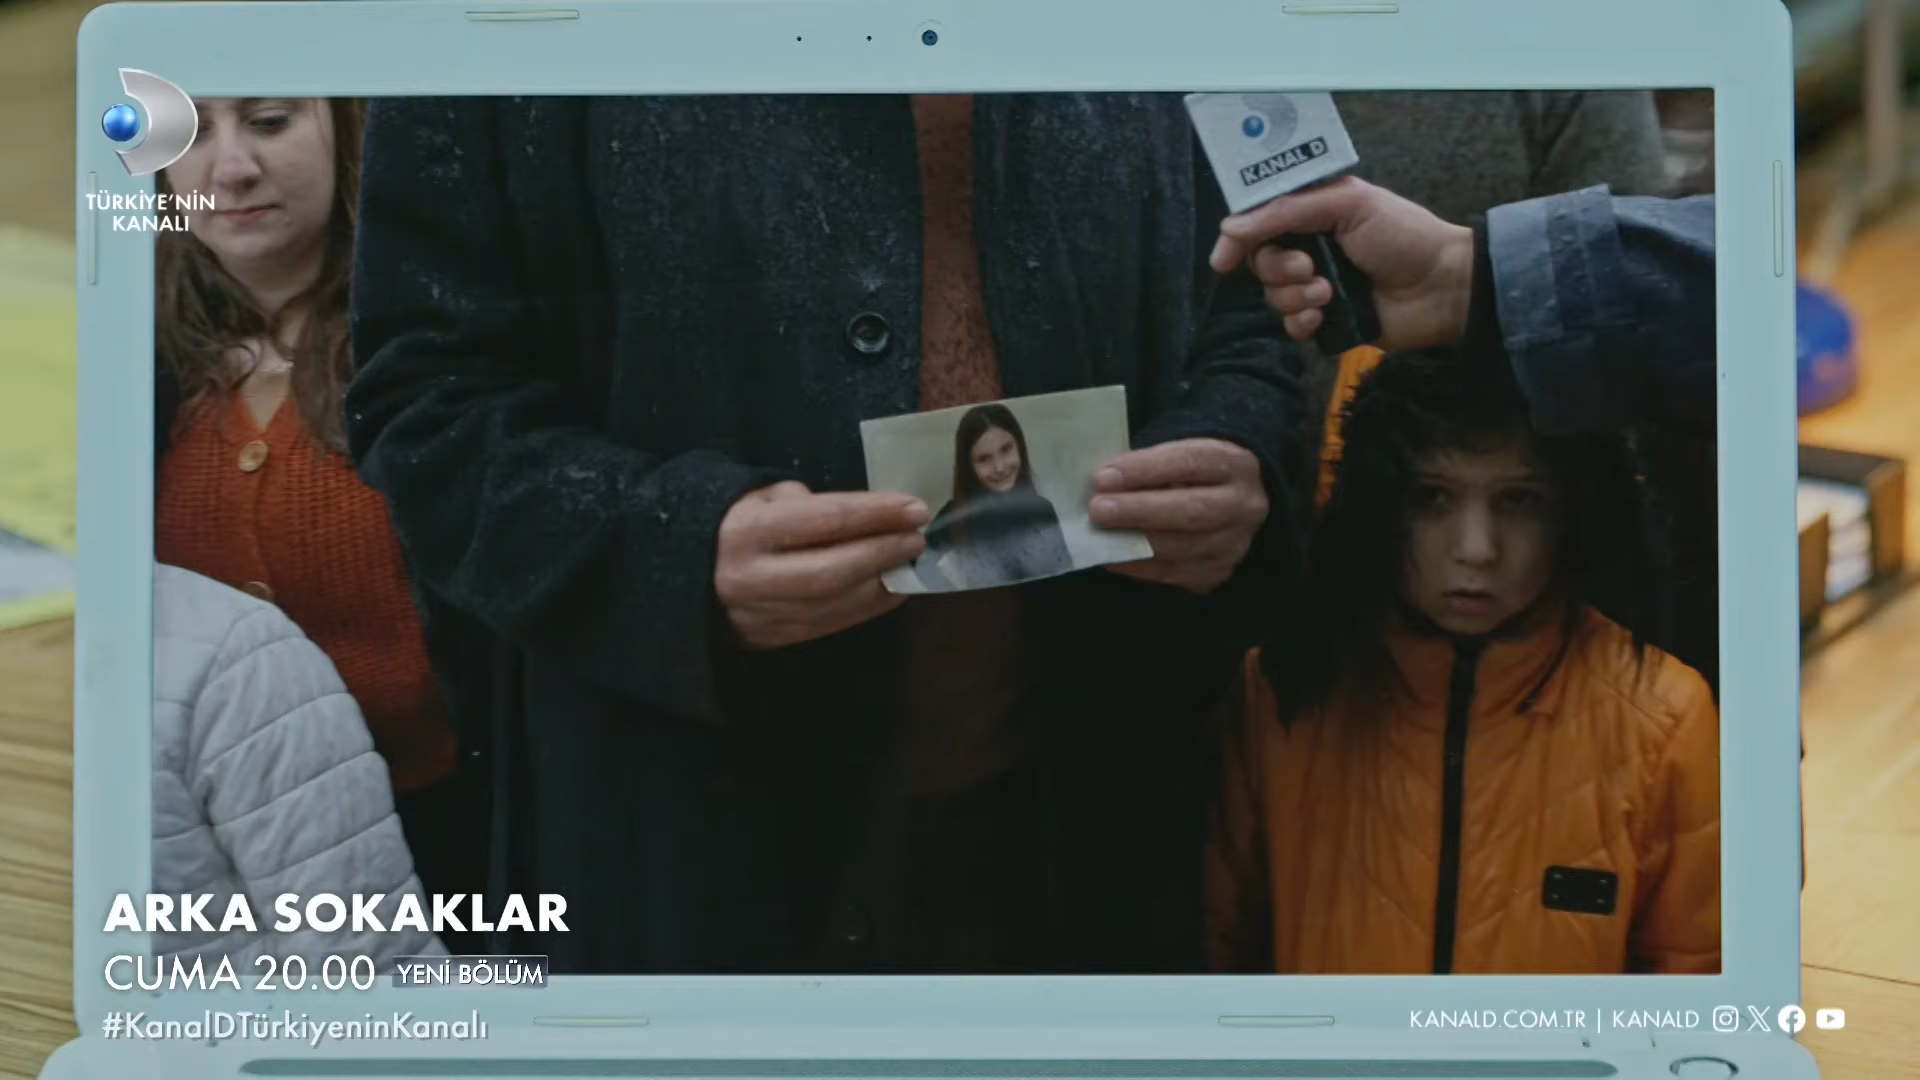 TÜRKİYE'NİN
KANALI
KANAL D
ARKA SOKAKLAR
CUMA 20.00 YENİ BÖLÜM
#KanalDTürkiyeninKanalı
KANALD.COM.TR | KANALD